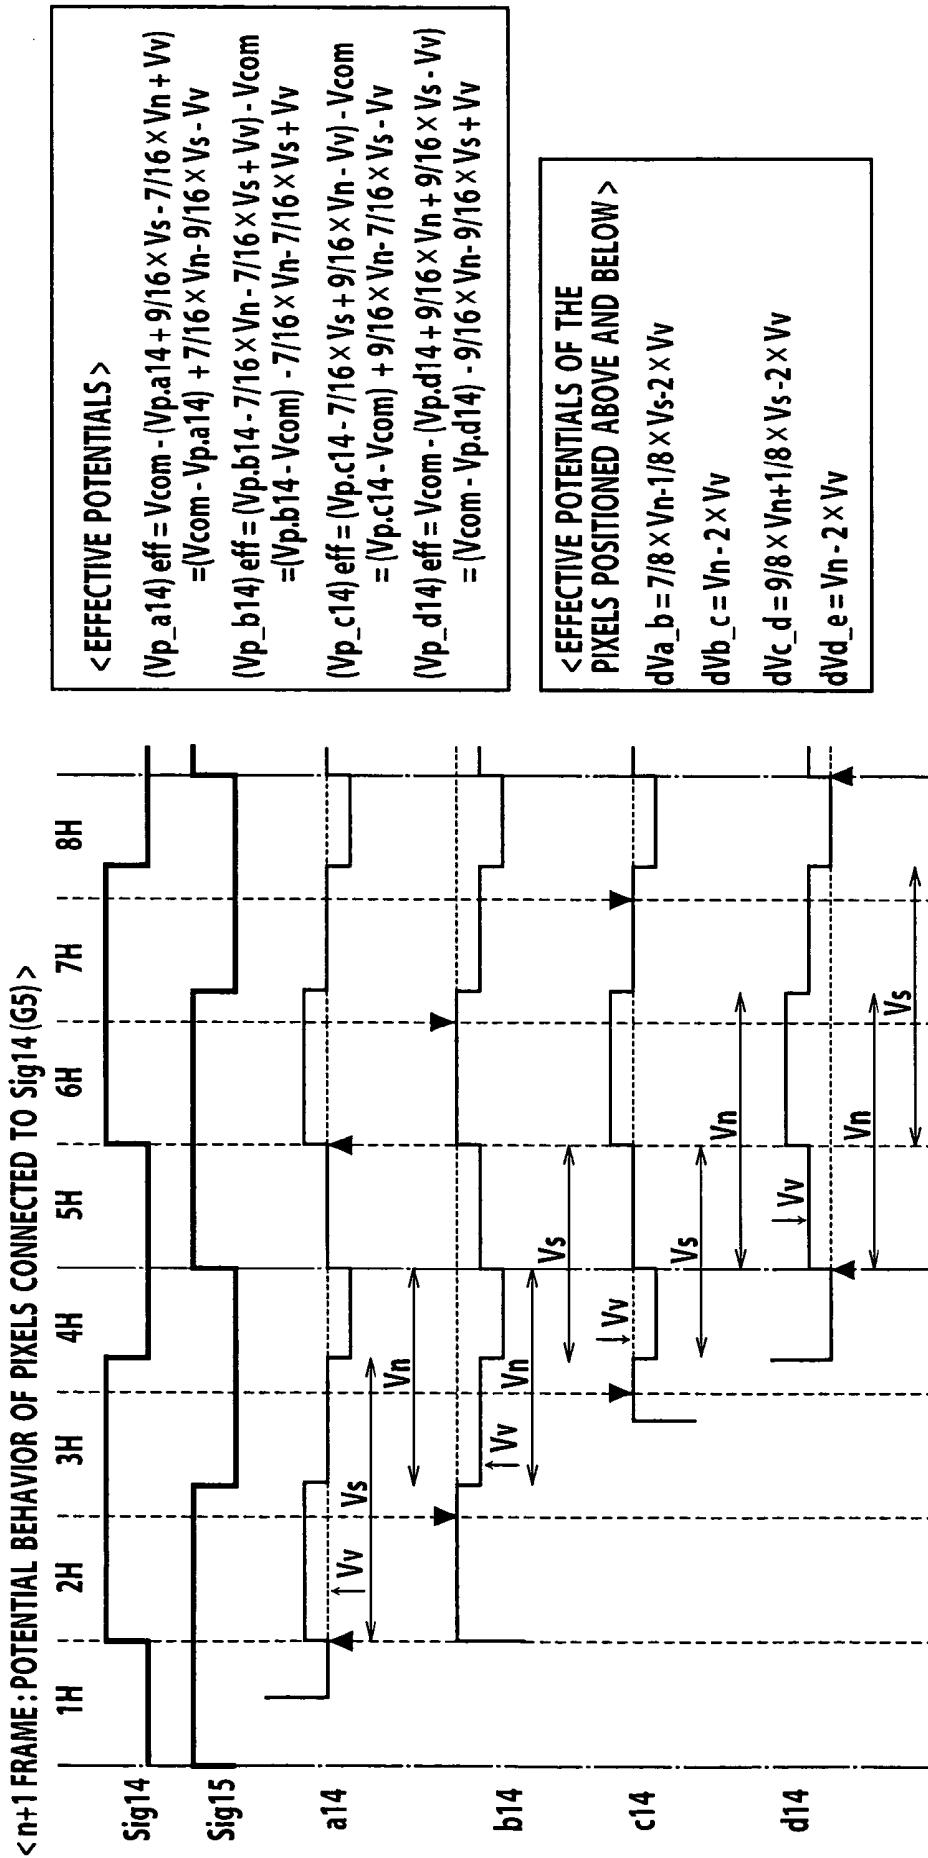 <n+1 FRAME:POTENTIAL BEHAVIOR OF PIXELS CONNECTED TO Sig14 (G5)>
1H 2H 3H 4H 5H 6H 7H 8H
Sig14
Sig15
a14
Vv
Vs
Vn
b14
Vv
Vn
Vs
c14
Vv
Vs
Vn
d14
Vv
Vn
Vs
<EFFECTIVE POTENTIALS>
(Vp_a14) eff = Vcom - (Vp.a14 + 9/16 × Vs - 7/16 × Vn + Vv)
=(Vcom - Vp.a14) + 7/16 × Vn- 9/16 × Vs - Vv
(Vp_b14) eff = (Vp.b14 - 7/16 × Vn - 7/16 × Vs + Vv) - Vcom
=(Vp.b14 - Vcom) - 7/16 × Vn- 7/16 × Vs + Vv
(Vp_c14) eff = (Vp.c14 - 7/16 × Vs + 9/16 × Vn - Vv) - Vcom
= (Vp.c14 - Vcom) + 9/16 × Vn- 7/16 × Vs - Vv
(Vp_d14) eff = Vcom - (Vp.d14 + 9/16 × Vn + 9/16 × Vs - Vv)
= (Vcom - Vp.d14) - 9/16 × Vn- 9/16 × Vs + Vv
<EFFECTIVE POTENTIALS OF THE
PIXELS POSITIONED ABOVE AND BELOW>
dVa_b = 7/8 × Vn-1/8 × Vs-2 × Vv
dVb_c = Vn - 2 × Vv
dVc_d = 9/8 × Vn+1/8 × Vs-2 × Vv
dVd_e = Vn - 2 × Vv